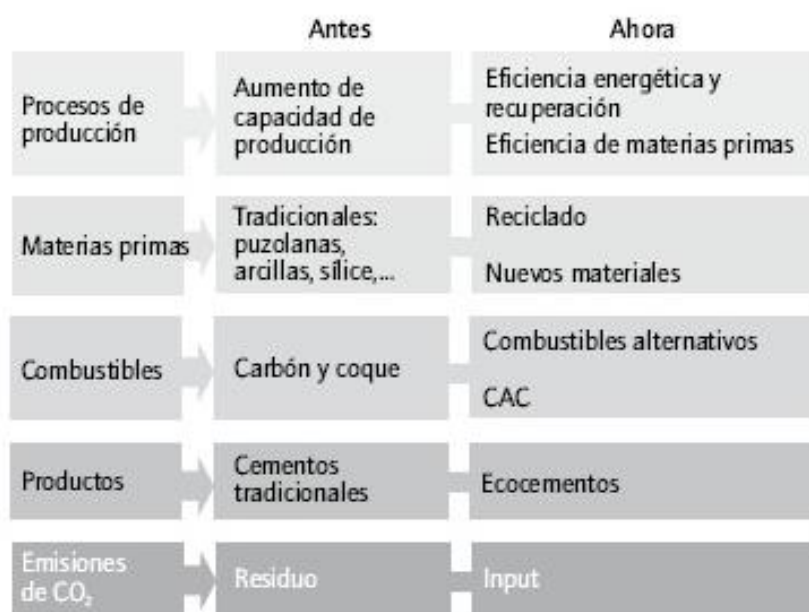 Antes
Ahora
Procesos de
producción
Aumento de
capacidad de
producción
Eficiencia energética y
recuperación
Eficiencia de materias primas
Materias primas
Tradicionales:
puzolanas,
arcillas, sílice,...
Reciclado
Nuevos materiales
Combustibles
Carbón y coque
Combustibles alternativos
CAC
Productos
Cementos
tradicionales
Ecocementos
Emisiones
de CO₂
Residuo
Input